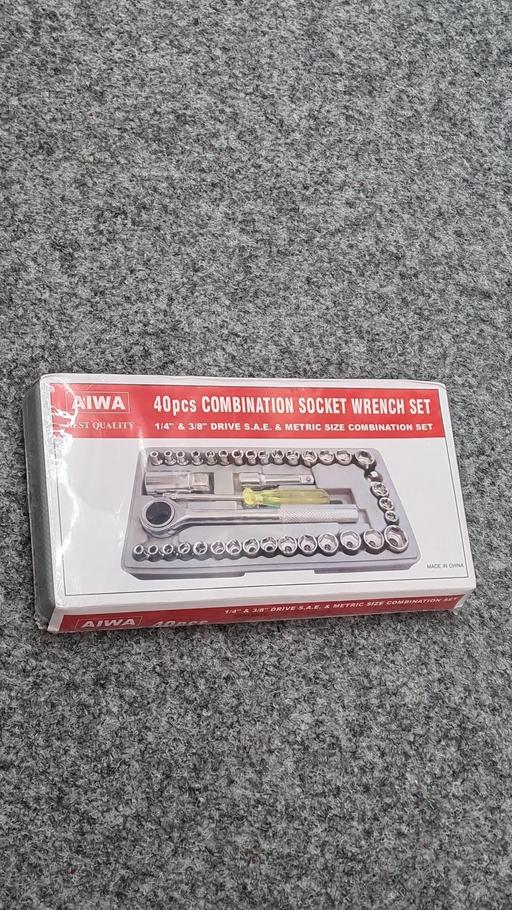 AIWA
BEST QUALITY
40pcs COMBINATION SOCKET WRENCH SET
1/4" & 3/8" DRIVE S.A.E. & METRIC SIZE COMBINATION SET
MADE IN CHINA
AIWA
40pcs
1/4" & 3/8" DRIVE S.A.E. & METRIC SIZE COMBINATION SET